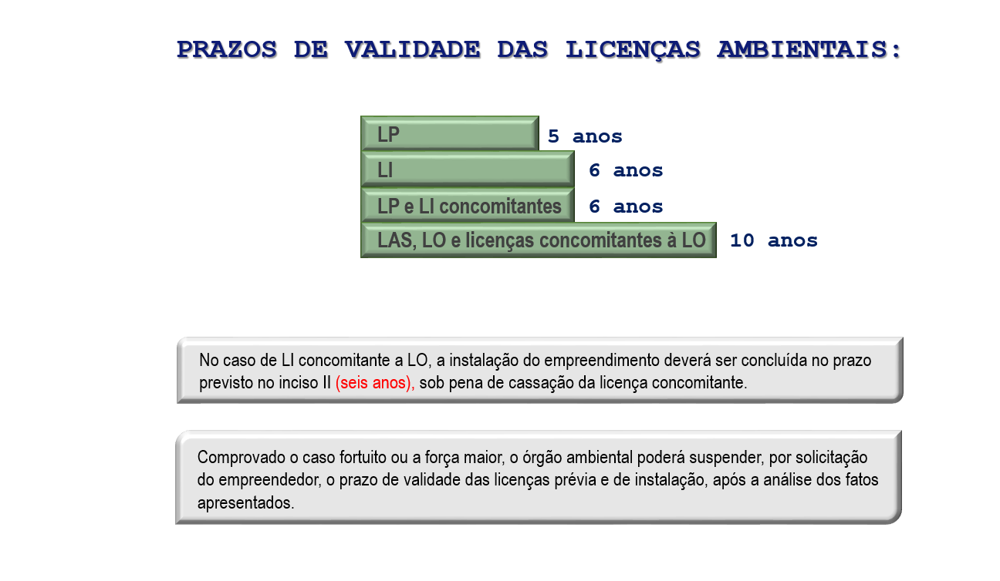 PRAZOS DE VALIDADE DAS LICENÇAS AMBIENTAIS:
LP 5 anos
LI 6 anos
LP e LI concomitantes 6 anos
LAS, LO e licenças concomitantes à LO 10 anos
No caso de LI concomitante a LO, a instalação do empreendimento deverá ser concluída no prazo
previsto no inciso II (seis anos), sob pena de cassação da licença concomitante.
Comprovado o caso fortuito ou a força maior, o órgão ambiental poderá suspender, por solicitação
do empreendedor, o prazo de validade das licenças prévia e de instalação, após a análise dos fatos
apresentados.